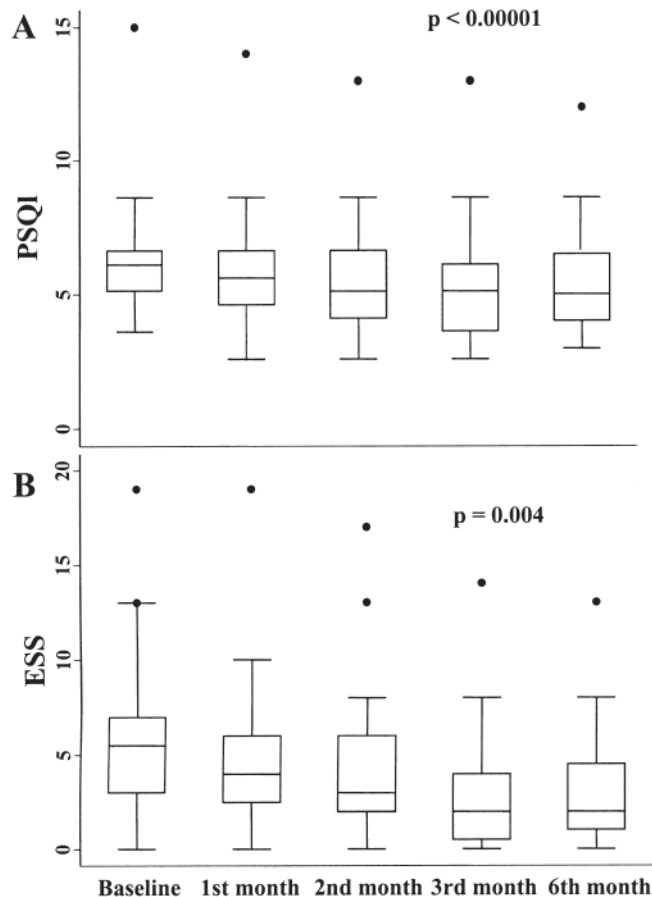 A
p < 0.00001
15
10
5
0
PSQI
B
p = 0.004
20
15
10
5
0
ESS
Baseline 1st month 2nd month 3rd month 6th month